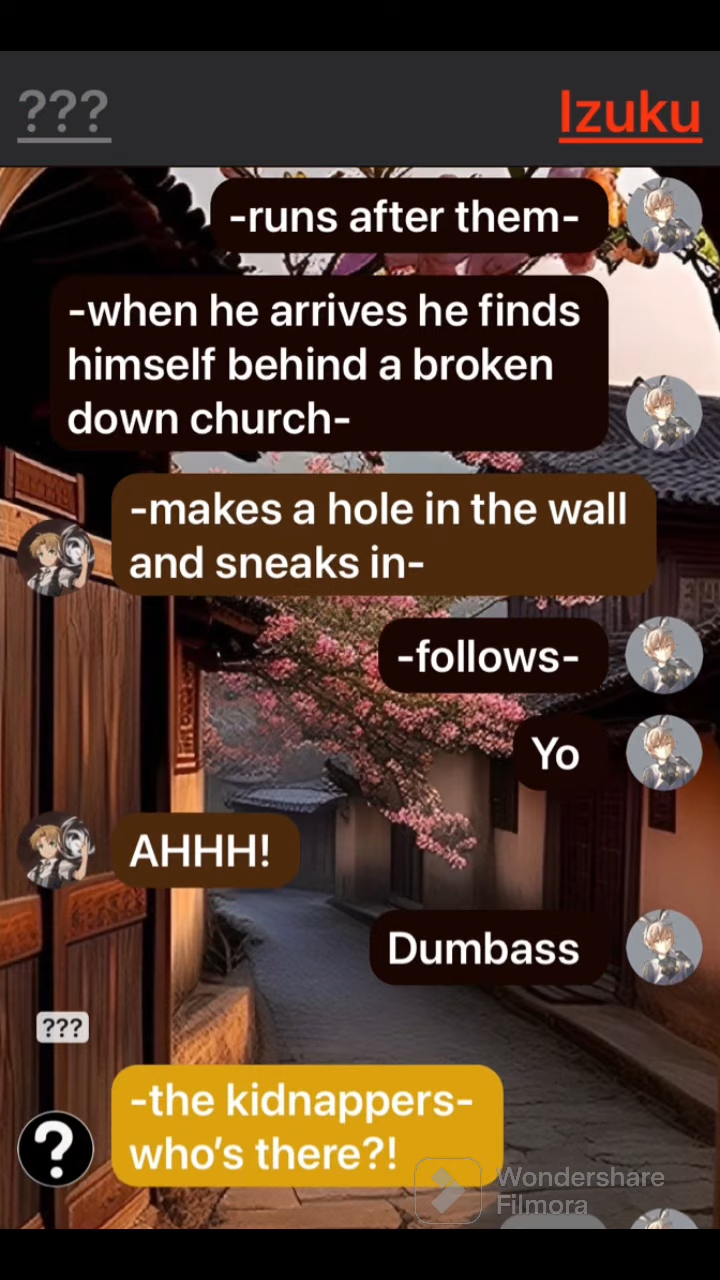 ???
Izuku
-runs after them-
-when he arrives he finds
himself behind a broken
down church-
-makes a hole in the wall
and sneaks in-
-follows-
Yo
AHHH!
Dumbass
???
-the kidnappers-
who’s there?!
?
Wondershare
Filmora